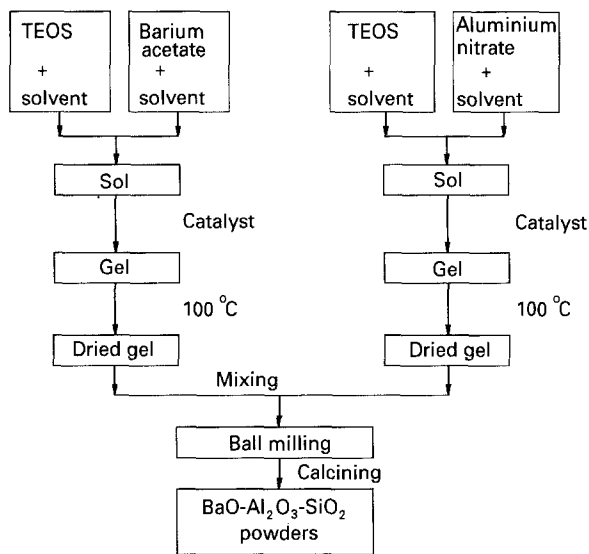 TEOS
+
solvent
Barium
acetate
+
solvent
TEOS
+
solvent
Aluminium
nitrate
+
solvent
Sol
Sol
Catalyst
Catalyst
Gel
Gel
100 °C
100 °C
Dried gel
Dried gel
Mixing
Ball milling
Calcining
BaO-Al₂O₃-SiO₂
powders